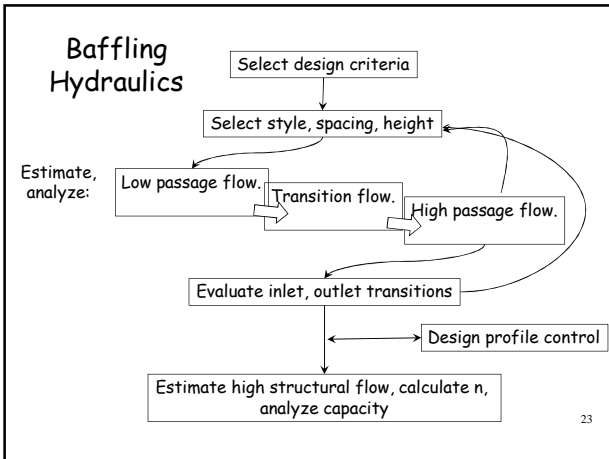 Baffling
Hydraulics
Select design criteria
Select style, spacing, height
Estimate,
analyze:
Low passage flow.
Transition flow.
High passage flow.
Evaluate inlet, outlet transitions
Design profile control
Estimate high structural flow, calculate n,
analyze capacity
23